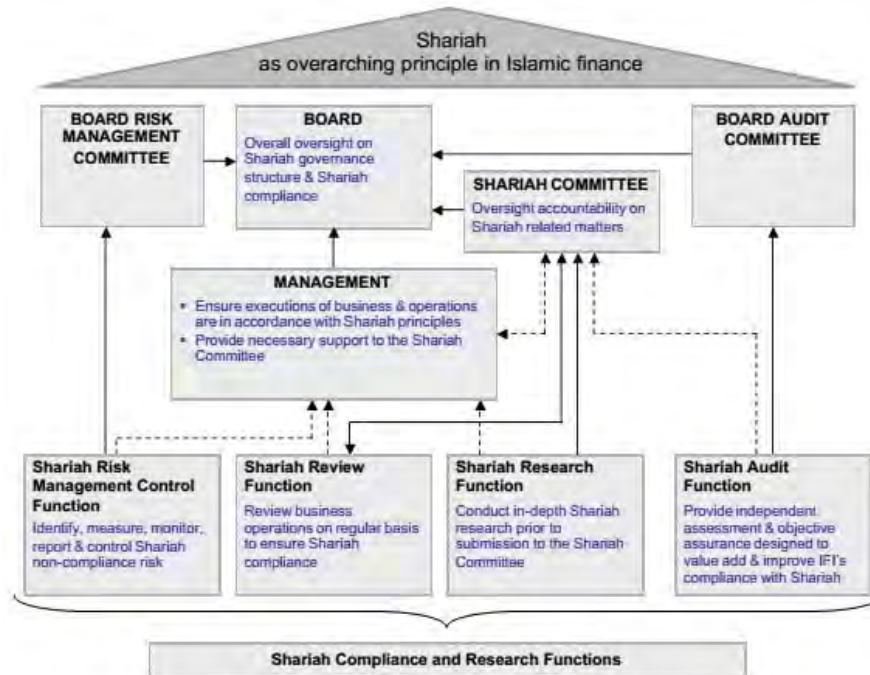 Shariah
as overarching principle in Islamic finance
BOARD RISK
MANAGEMENT
COMMITTEE
BOARD
Overall oversight on
Shariah governance
structure & Shariah
compliance
BOARD AUDIT
COMMITTEE
SHARIAH COMMITTEE
Oversight accountability on
Shariah related matters
MANAGEMENT
▪ Ensure executions of business & operations
are in accordance with Shariah principles
▪ Provide necessary support to the Shariah
Committee
Shariah Risk
Management Control
Function
Identify, measure, monitor,
report & control Shariah
non-compliance risk
Shariah Review
Function
Review business
operations on regular basis
to ensure Shariah
compliance
Shariah Research
Function
Conduct in-depth Shariah
research prior to
submission to the Shariah
Committee
Shariah Audit
Function
Provide independent
assessment & objective
assurance designed to
value add & improve IFI's
compliance with Shariah
Shariah Compliance and Research Functions